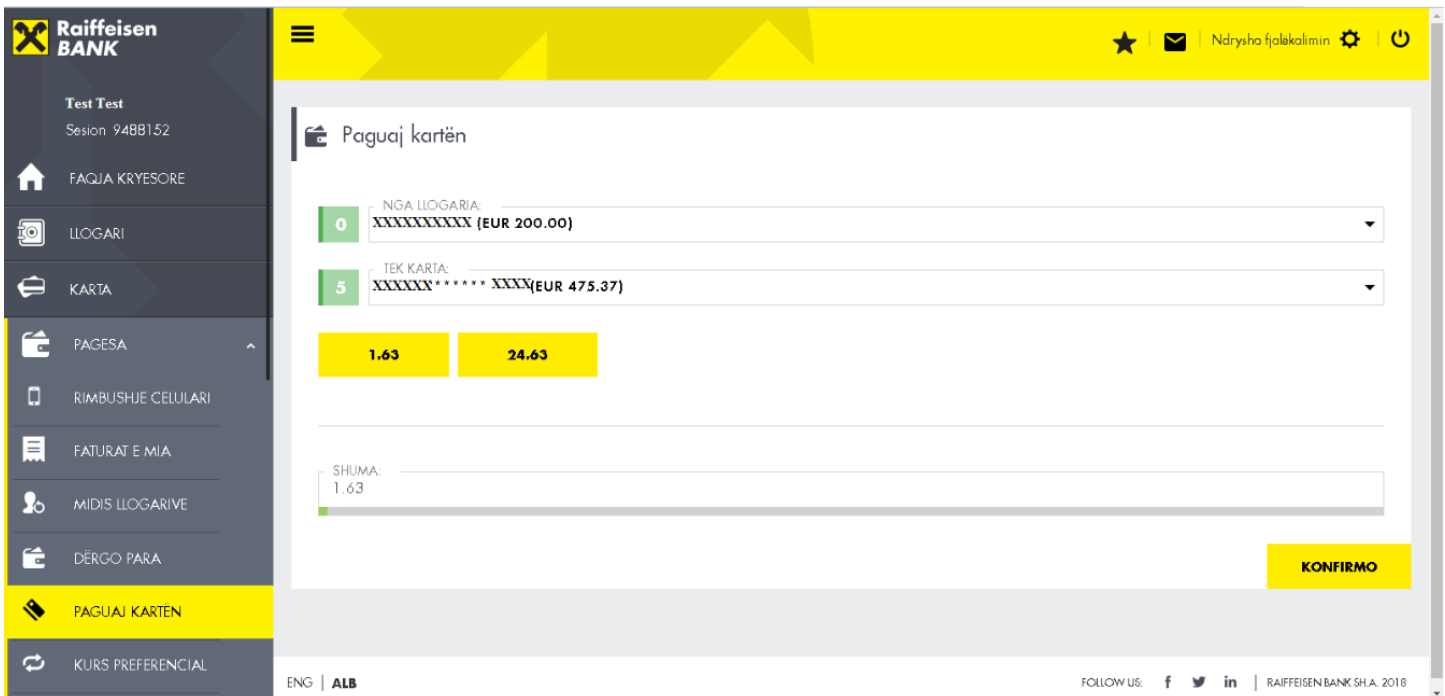 Raiffeisen
BANK
Test Test
Sesion 9488152
FAQJA KRYESORE
LLOGARI
KARTA
PAGESA
RIMBUSHJE CELULARI
FATURAT E MIA
MIDIS LLOGARIVE
DËRGO PARA
PAGUAJ KARTËN
KURS PREFERENCIAL
Ndrysho fjalëkalimin
Paguaj kartën
NGA LLOGARIA:
0 XXXXXXXXXX (EUR 200.00)
TEK KARTA:
5 XXXXXX****** XXXX(EUR 475.37)
1.63 24.63
SHUMA:
1.63
KONFIRMO
ENG | ALB
FOLLOW US: f in | RAIFFEISEN BANK SH.A. 2018